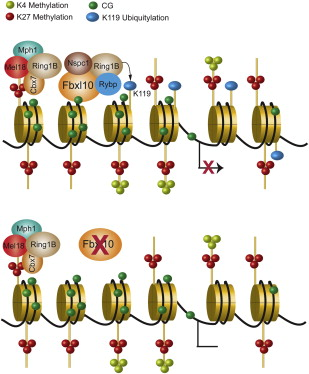 K4 Methylation
CG
K27 Methylation
K119 Ubiquitylation
Mph1
Mel18
Ring1B
Cbx7
Nspc1
Ring1B
Fbxl10
Rybp
K119
Mph1
Mel18
Ring1B
Cbx7
Fbxl10